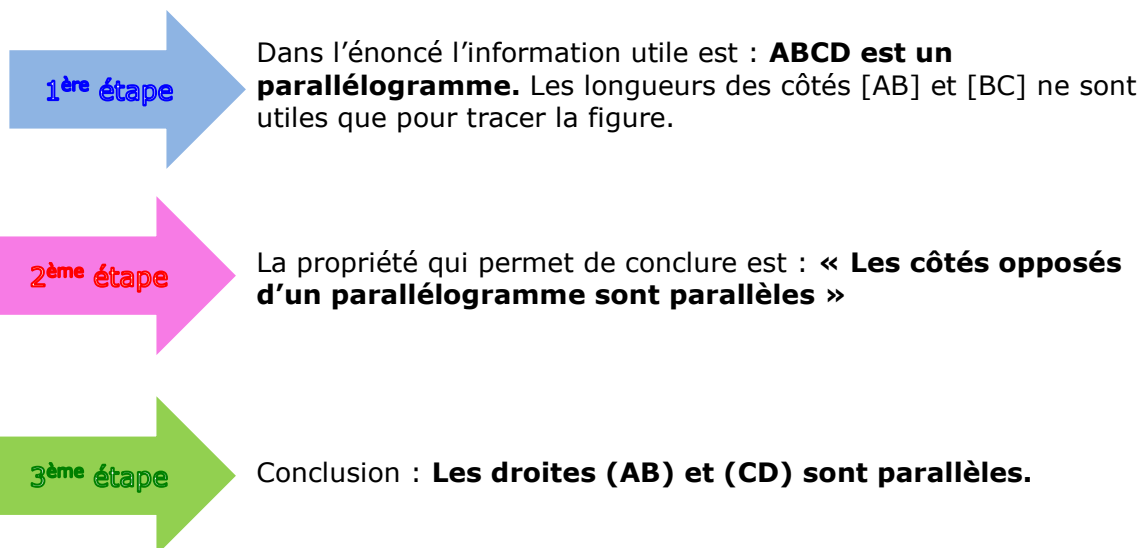 1ère étape
Dans l’énoncé l’information utile est : ABCD est un
parallélogramme. Les longueurs des côtés [AB] et [BC] ne sont
utiles que pour tracer la figure.
2ème étape
La propriété qui permet de conclure est : « Les côtés opposés
d’un parallélogramme sont parallèles »
3ème étape
Conclusion : Les droites (AB) et (CD) sont parallèles.